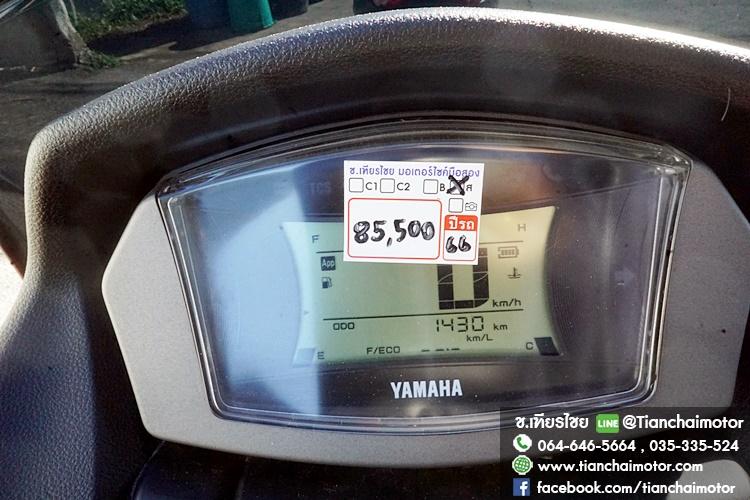 ช.เทียรไชย มอเตอร์ไซค์มือสอง
C1 C2 B ส
85,500
ปีรถ
66
TCS
F H
App
0
km/h
ODO 1430 km
km/L
E F/ECO --.- C
YAMAHA
ช.เทียรไชย LINE @Tianchaimotor
064-646-5664 , 035-335-524
www.tianchaimotor.com
facebook.com/tianchaimotor